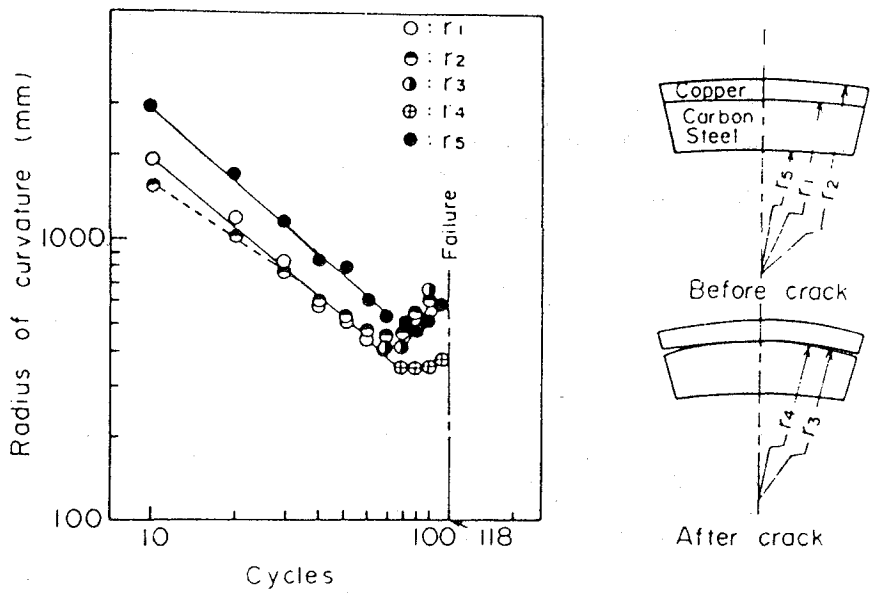 Radius of curvature (mm)
1000
100
○ : r1
◓ : r2
◑ : r3
⊕ : r4
● : r5
Failure
10
100
118
Cycles
Copper
Carbon
Steel
r5
r1
r2
Before crack
r4
r3
After crack